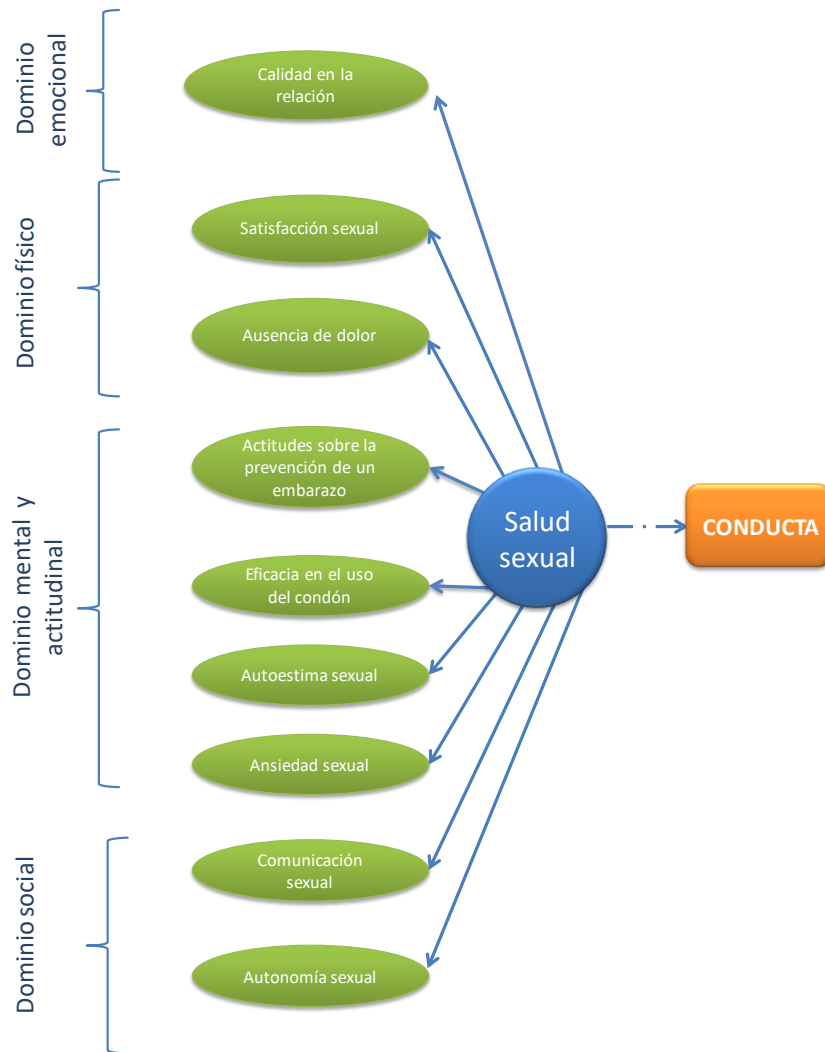 Dominio
emocional
Calidad en la
relación
Dominio físico
Satisfacción sexual
Ausencia de dolor
Dominio mental y
actitudinal
Actitudes sobre la
prevención de un
embarazo
Eficacia en el uso
del condón
Autoestima sexual
Ansiedad sexual
Dominio social
Comunicación
sexual
Autonomía sexual
Salud
sexual
CONDUCTA